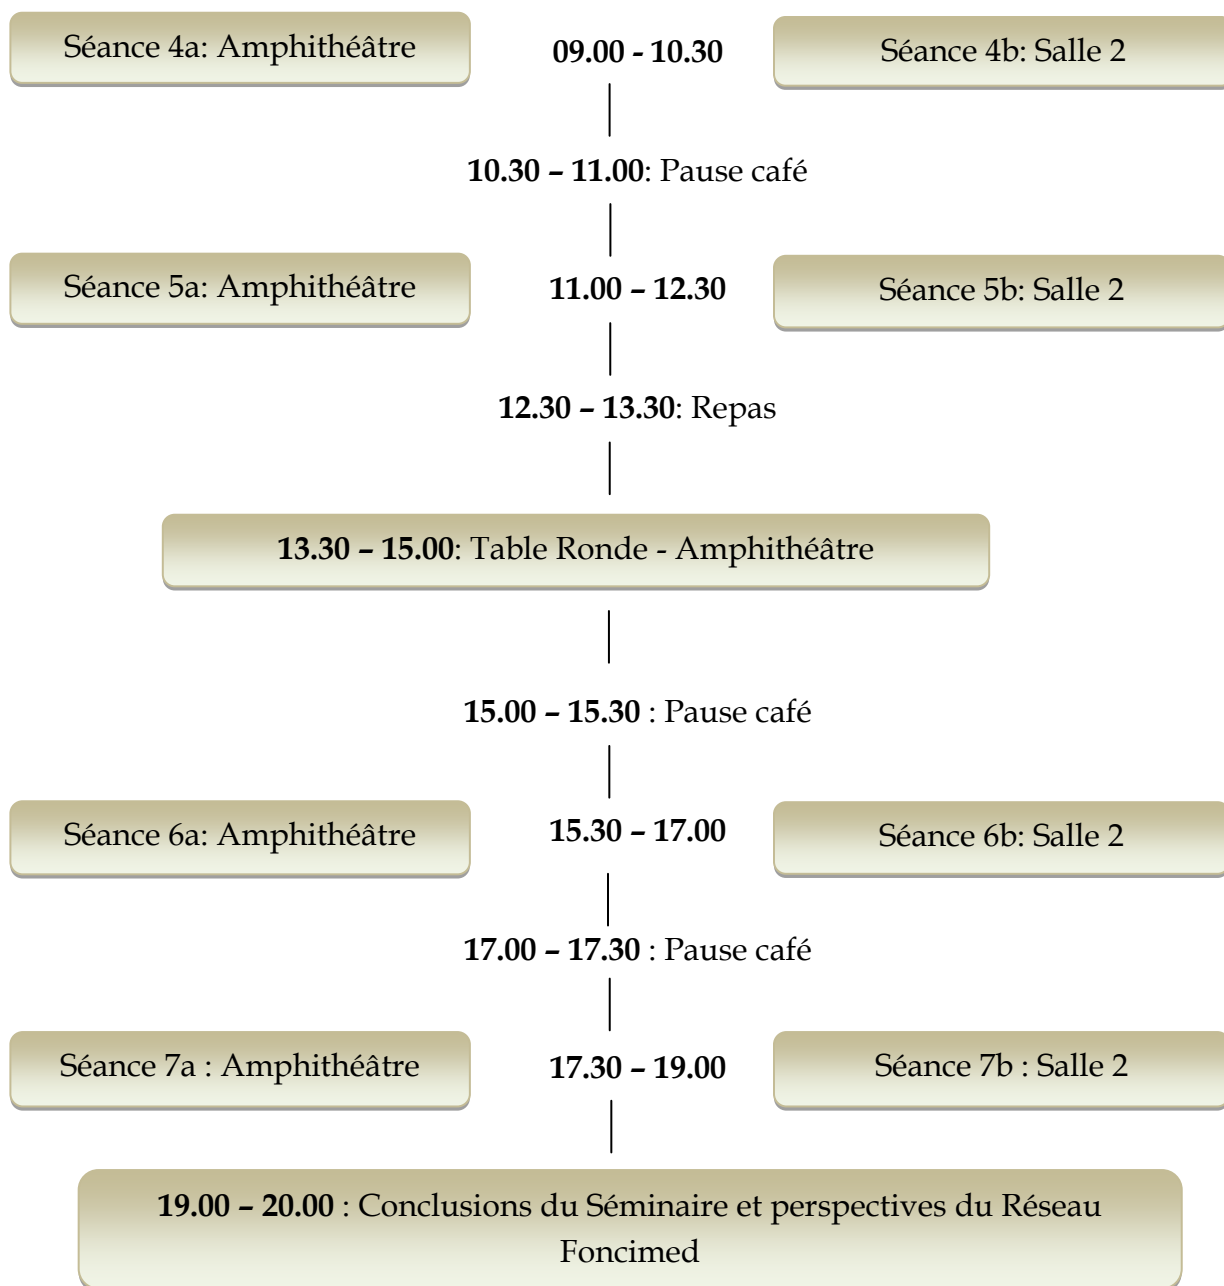 Séance 4a: Amphithéâtre
09.00 - 10.30
Séance 4b: Salle 2
10.30 – 11.00: Pause café
Séance 5a: Amphithéâtre
11.00 – 12.30
Séance 5b: Salle 2
12.30 – 13.30: Repas
13.30 – 15.00: Table Ronde - Amphithéâtre
15.00 – 15.30 : Pause café
Séance 6a: Amphithéâtre
15.30 – 17.00
Séance 6b: Salle 2
17.00 – 17.30 : Pause café
Séance 7a : Amphithéâtre
17.30 – 19.00
Séance 7b : Salle 2
19.00 – 20.00 : Conclusions du Séminaire et perspectives du Réseau
Foncimed